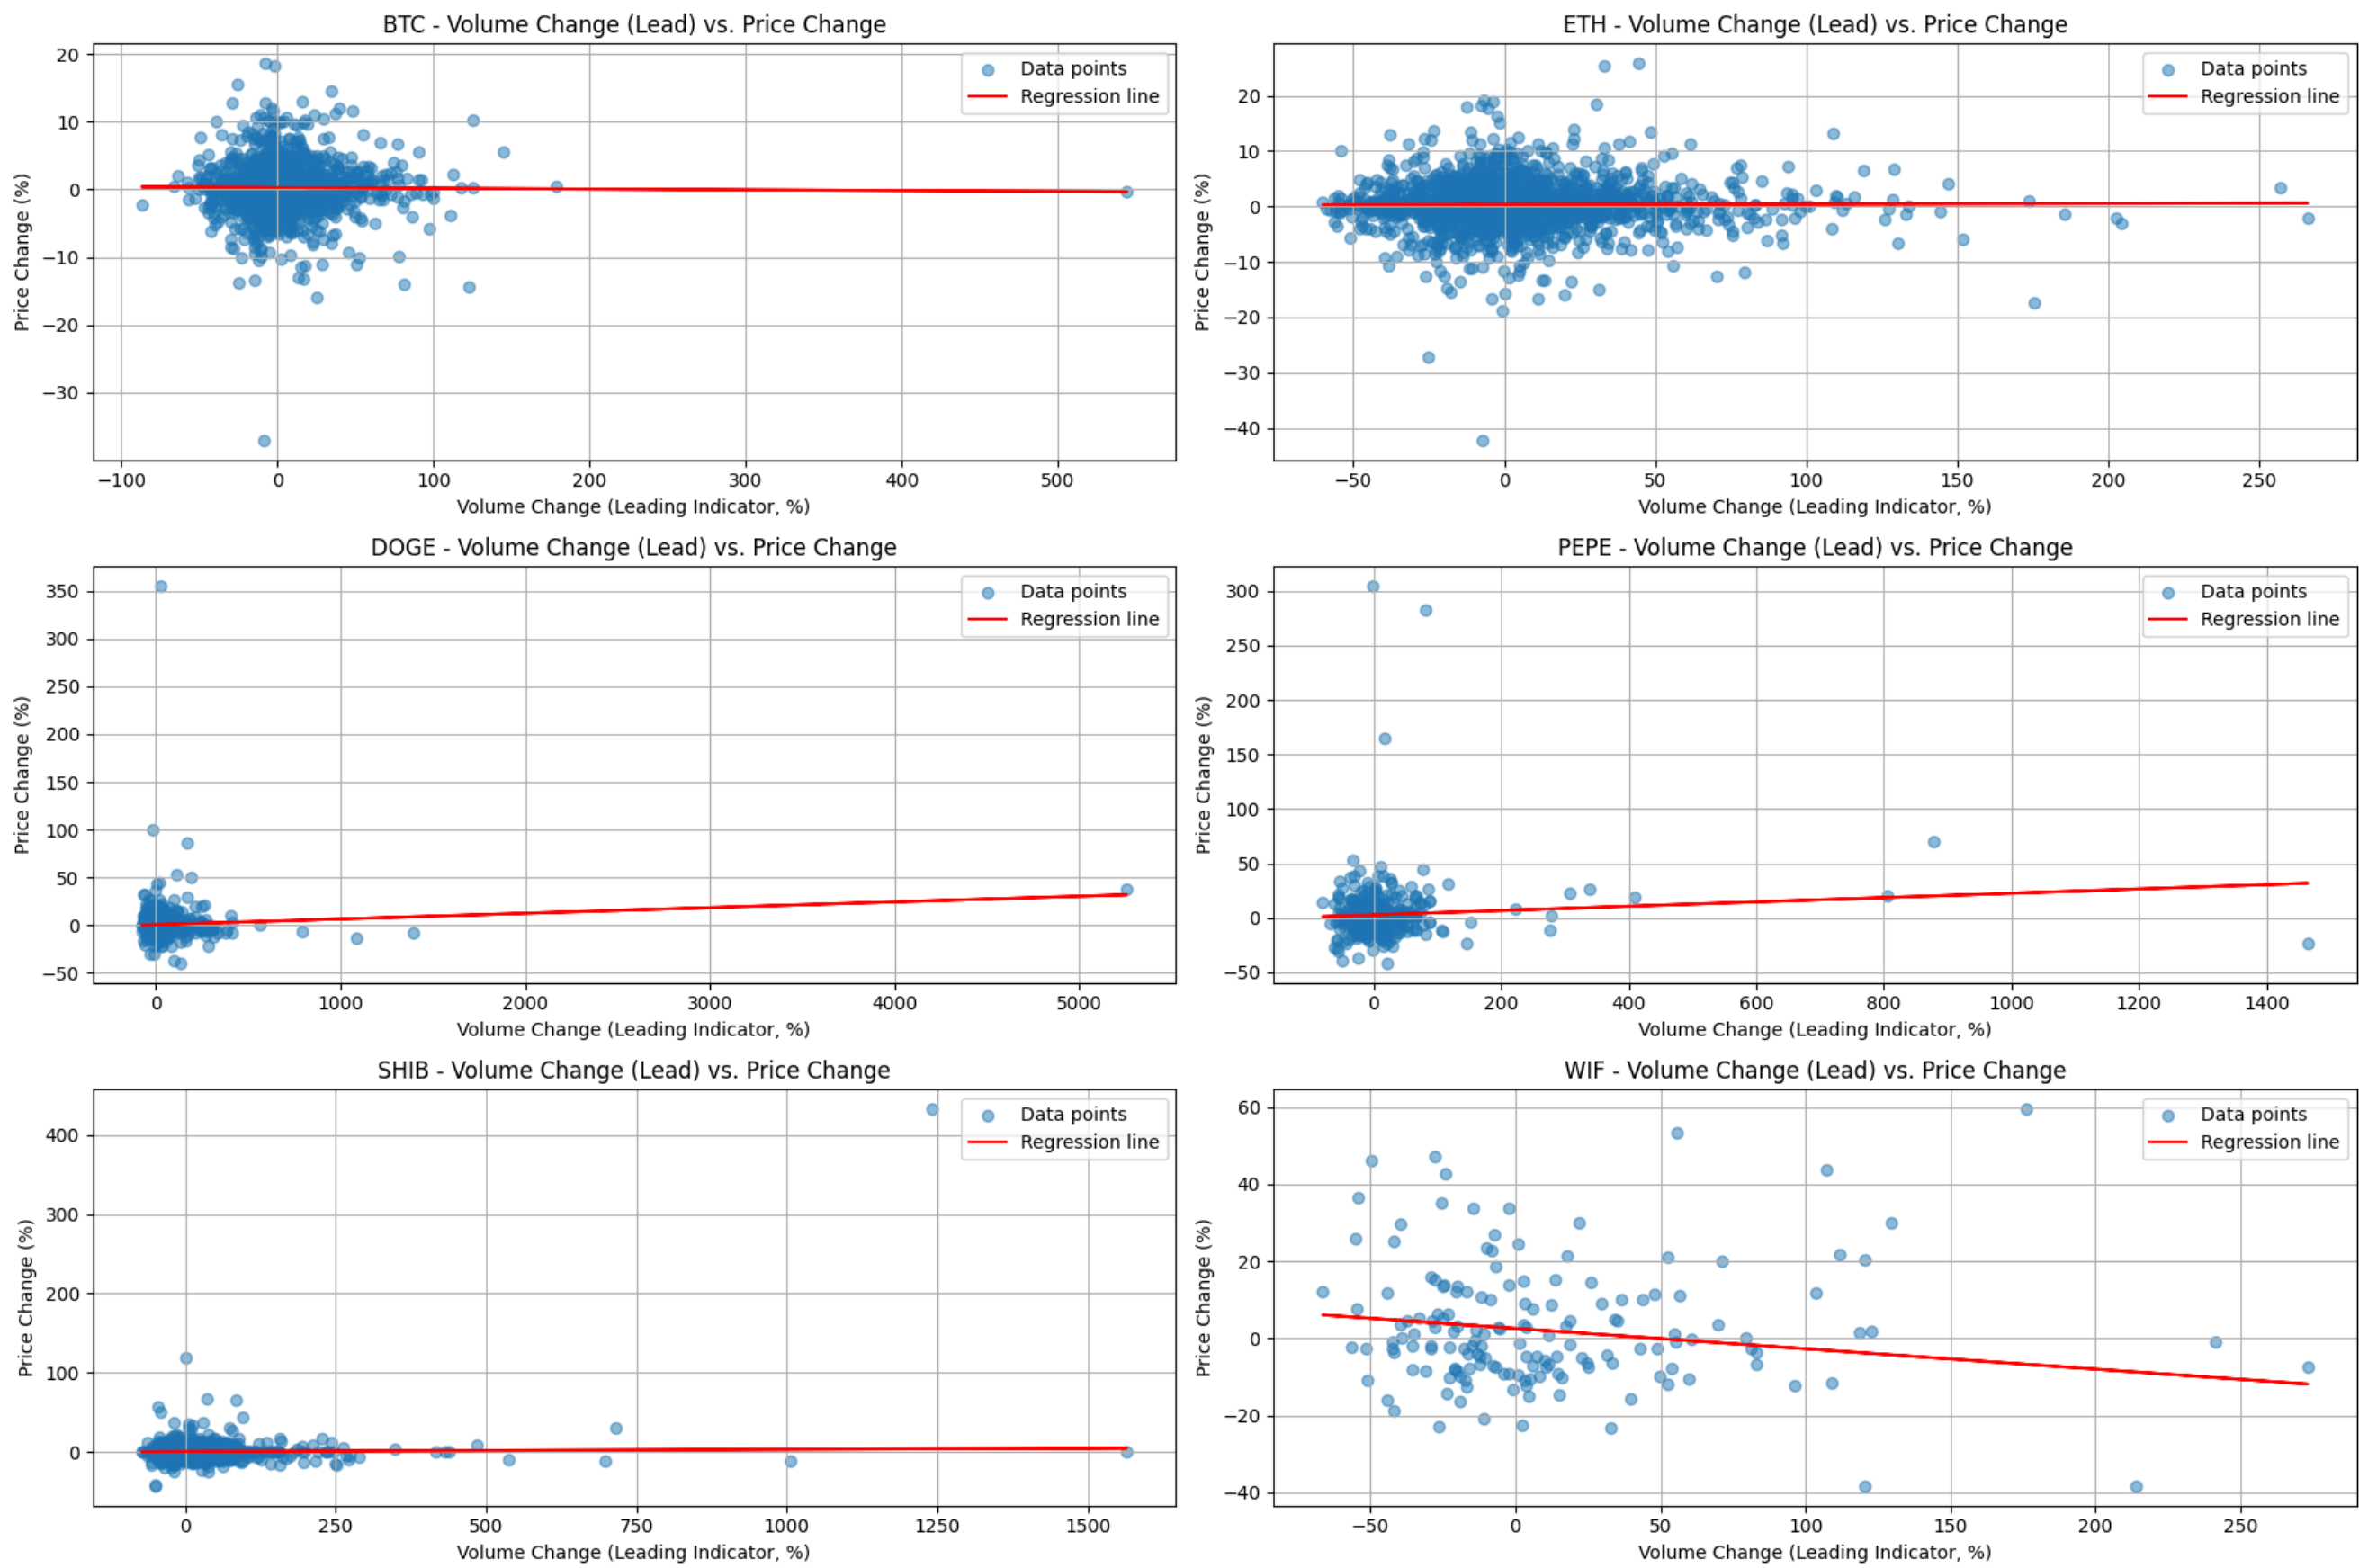 BTC - Volume Change (Lead) vs. Price Change
Data points
Regression line
20
10
0
−10
−20
−30
Price Change (%)
−100 0 100 200 300 400 500
Volume Change (Leading Indicator, %)
ETH - Volume Change (Lead) vs. Price Change
Data points
Regression line
20
10
0
−10
−20
−30
−40
Price Change (%)
−50 0 50 100 150 200 250
Volume Change (Leading Indicator, %)
DOGE - Volume Change (Lead) vs. Price Change
Data points
Regression line
350
300
250
200
150
100
50
0
−50
Price Change (%)
0 1000 2000 3000 4000 5000
Volume Change (Leading Indicator, %)
PEPE - Volume Change (Lead) vs. Price Change
Data points
Regression line
300
250
200
150
100
50
0
−50
Price Change (%)
0 200 400 600 800 1000 1200 1400
Volume Change (Leading Indicator, %)
SHIB - Volume Change (Lead) vs. Price Change
Data points
Regression line
400
300
200
100
0
Price Change (%)
0 250 500 750 1000 1250 1500
Volume Change (Leading Indicator, %)
WIF - Volume Change (Lead) vs. Price Change
Data points
Regression line
60
40
20
0
−20
−40
Price Change (%)
−50 0 50 100 150 200 250
Volume Change (Leading Indicator, %)